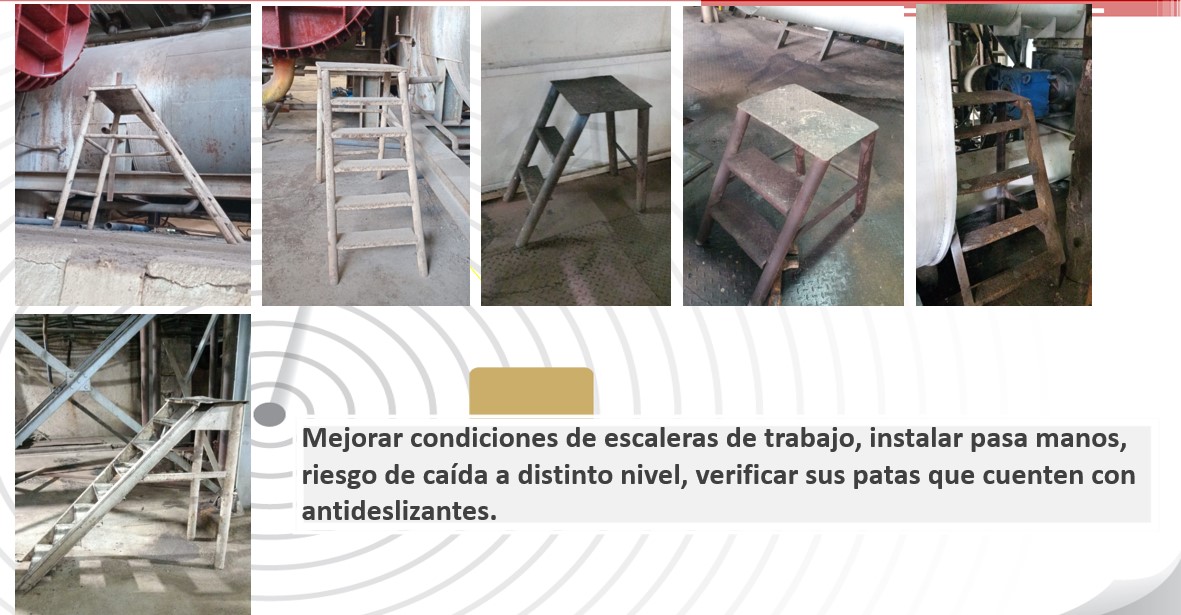 Mejorar condiciones de escaleras de trabajo, instalar pasa manos,
riesgo de caída a distinto nivel, verificar sus patas que cuenten con
antideslizantes.